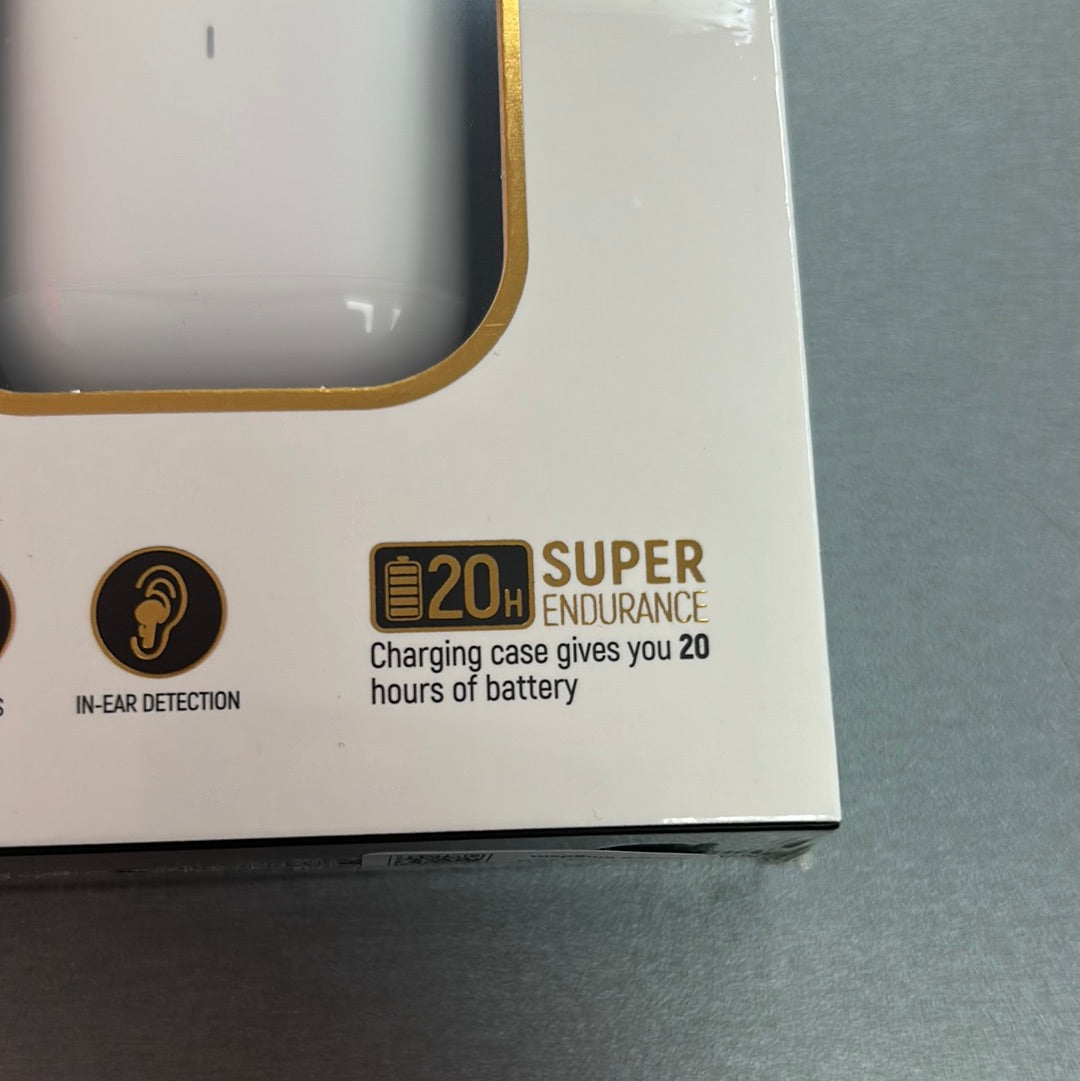 20H SUPER
ENDURANCE
Charging case gives you 20
hours of battery
IN-EAR DETECTION